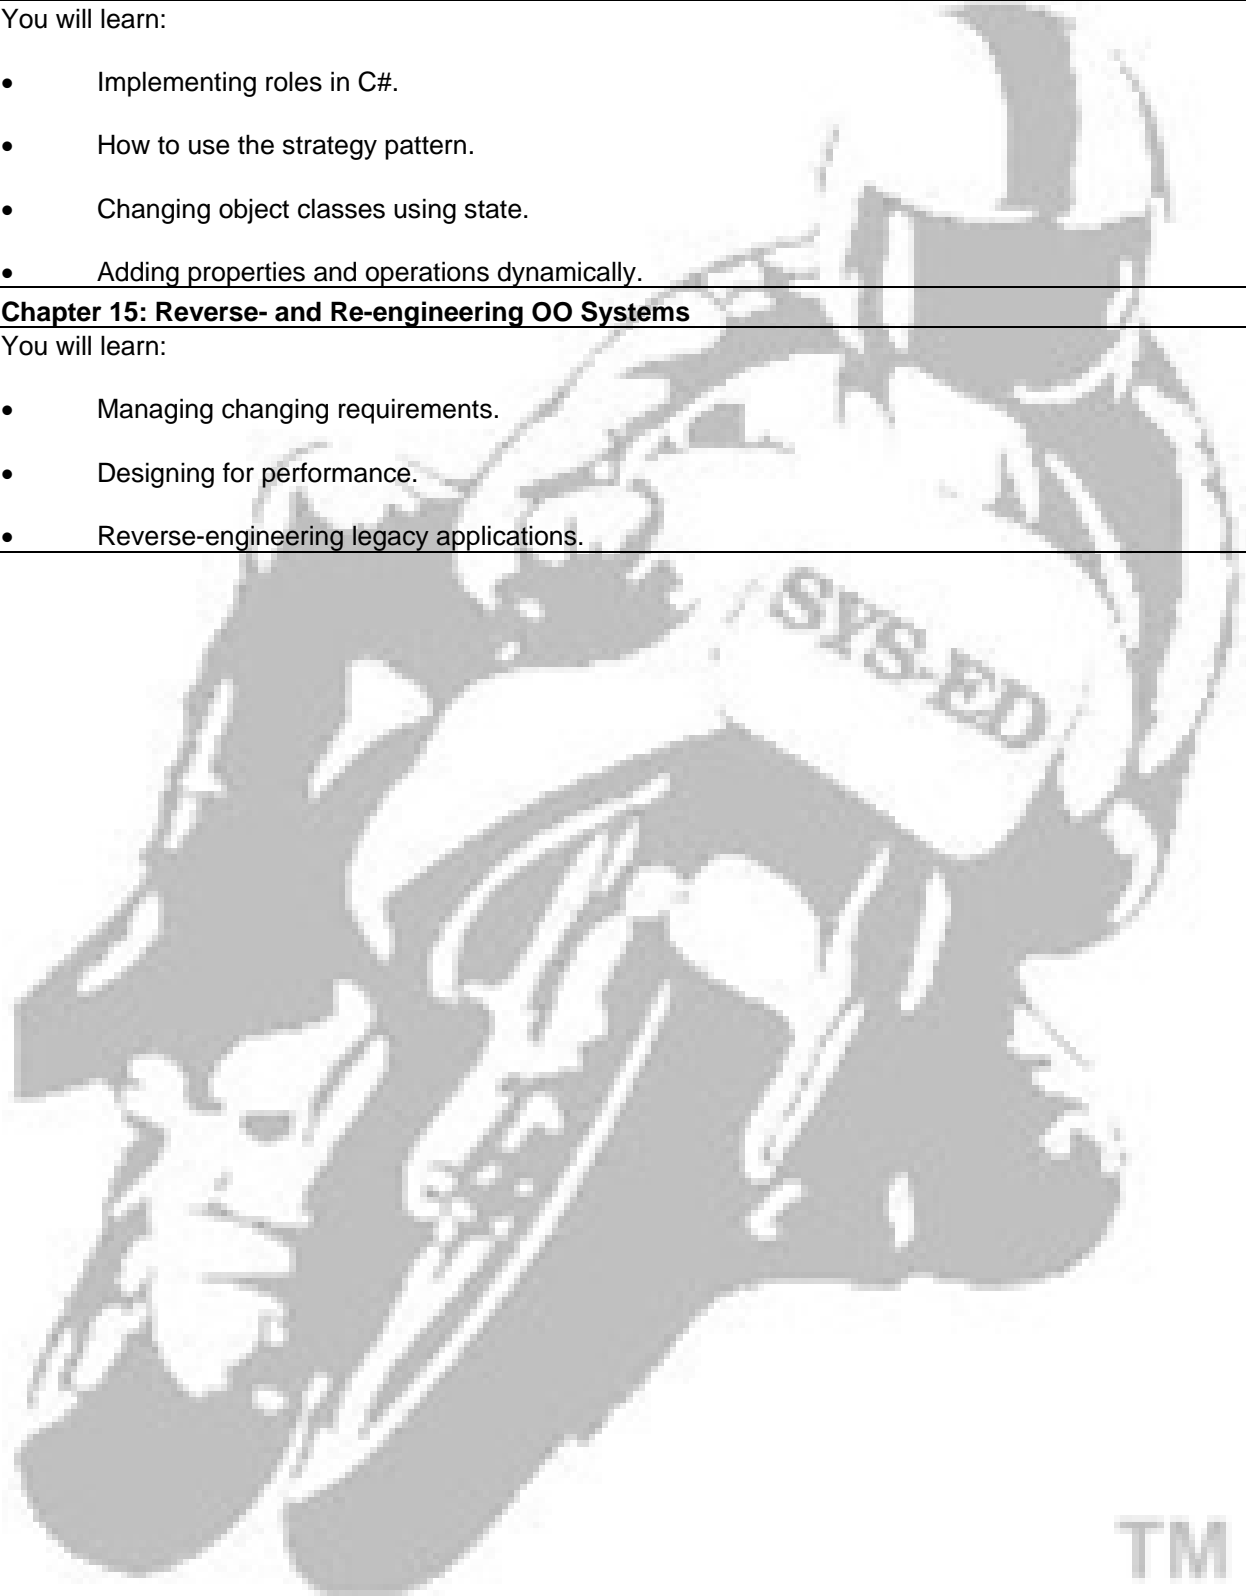 You will learn:
• Implementing roles in C#.
• How to use the strategy pattern.
• Changing object classes using state.
• Adding properties and operations dynamically.
Chapter 15: Reverse- and Re-engineering OO Systems
You will learn:
• Managing changing requirements.
• Designing for performance.
• Reverse-engineering legacy applications.
SYS-ED
TM